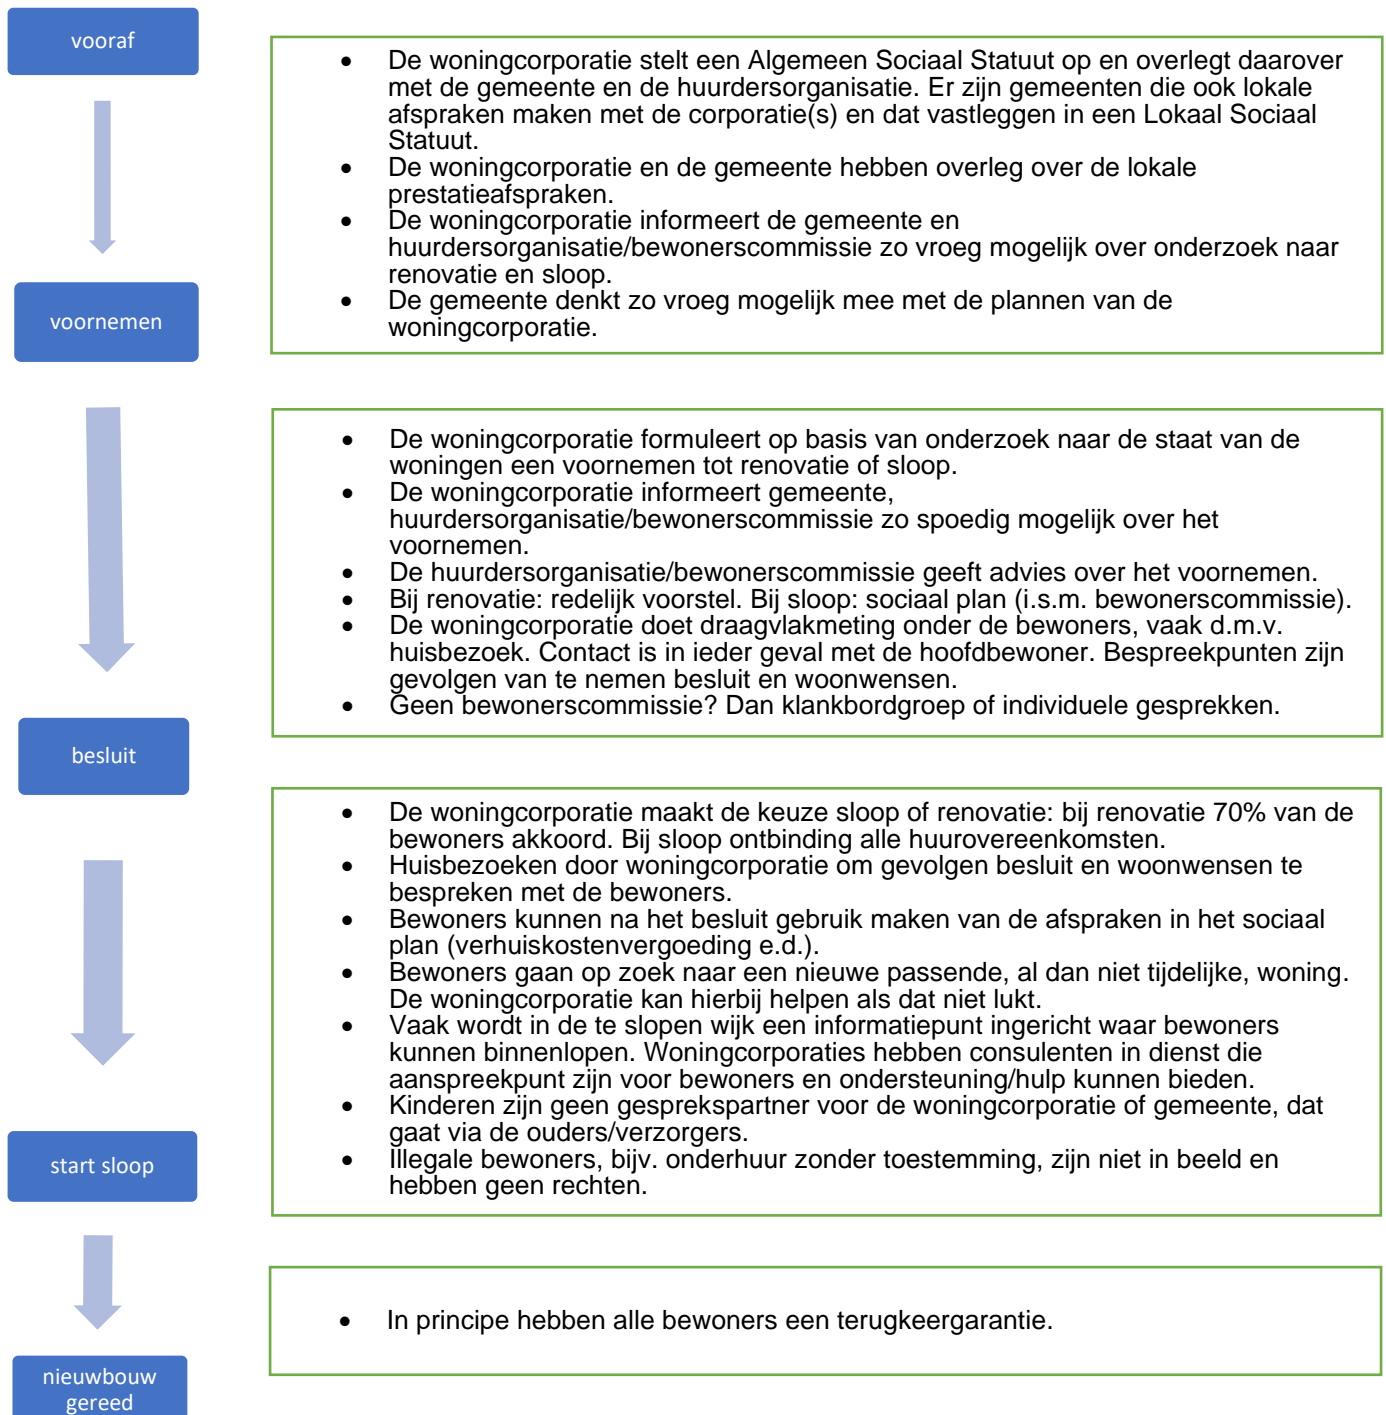 vooraf
• De woningcorporatie stelt een Algemeen Sociaal Statuut op en overlegt daarover
met de gemeente en de huurdersorganisatie. Er zijn gemeenten die ook lokale
afspraken maken met de corporatie(s) en dat vastleggen in een Lokaal Sociaal
Statuut.
• De woningcorporatie en de gemeente hebben overleg over de lokale
prestatieafspraken.
• De woningcorporatie informeert de gemeente en
huurdersorganisatie/bewonerscommissie zo vroeg mogelijk over onderzoek naar
renovatie en sloop.
• De gemeente denkt zo vroeg mogelijk mee met de plannen van de
woningcorporatie.
voornemen
• De woningcorporatie formuleert op basis van onderzoek naar de staat van de
woningen een voornemen tot renovatie of sloop.
• De woningcorporatie informeert gemeente,
huurdersorganisatie/bewonerscommissie zo spoedig mogelijk over het
voornemen.
• De huurdersorganisatie/bewonerscommissie geeft advies over het voornemen.
• Bij renovatie: redelijk voorstel. Bij sloop: sociaal plan (i.s.m. bewonerscommissie).
• De woningcorporatie doet draagvlakmeting onder de bewoners, vaak d.m.v.
huisbezoek. Contact is in ieder geval met de hoofdbewoner. Bespreekpunten zijn
gevolgen van te nemen besluit en woonwensen.
• Geen bewonerscommissie? Dan klankbordgroep of individuele gesprekken.
besluit
• De woningcorporatie maakt de keuze sloop of renovatie: bij renovatie 70% van de
bewoners akkoord. Bij sloop ontbinding alle huurovereenkomsten.
• Huisbezoeken door woningcorporatie om gevolgen besluit en woonwensen te
bespreken met de bewoners.
• Bewoners kunnen na het besluit gebruik maken van de afspraken in het sociaal
plan (verhuiskostenvergoeding e.d.).
• Bewoners gaan op zoek naar een nieuwe passende, al dan niet tijdelijke, woning.
De woningcorporatie kan hierbij helpen als dat niet lukt.
• Vaak wordt in de te slopen wijk een informatiepunt ingericht waar bewoners
kunnen binnenlopen. Woningcorporaties hebben consulenten in dienst die
aanspreekpunt zijn voor bewoners en ondersteuning/hulp kunnen bieden.
• Kinderen zijn geen gesprekspartner voor de woningcorporatie of gemeente, dat
gaat via de ouders/verzorgers.
• Illegale bewoners, bijv. onderhuur zonder toestemming, zijn niet in beeld en
hebben geen rechten.
start sloop
• In principe hebben alle bewoners een terugkeergarantie.
nieuwbouw
gereed